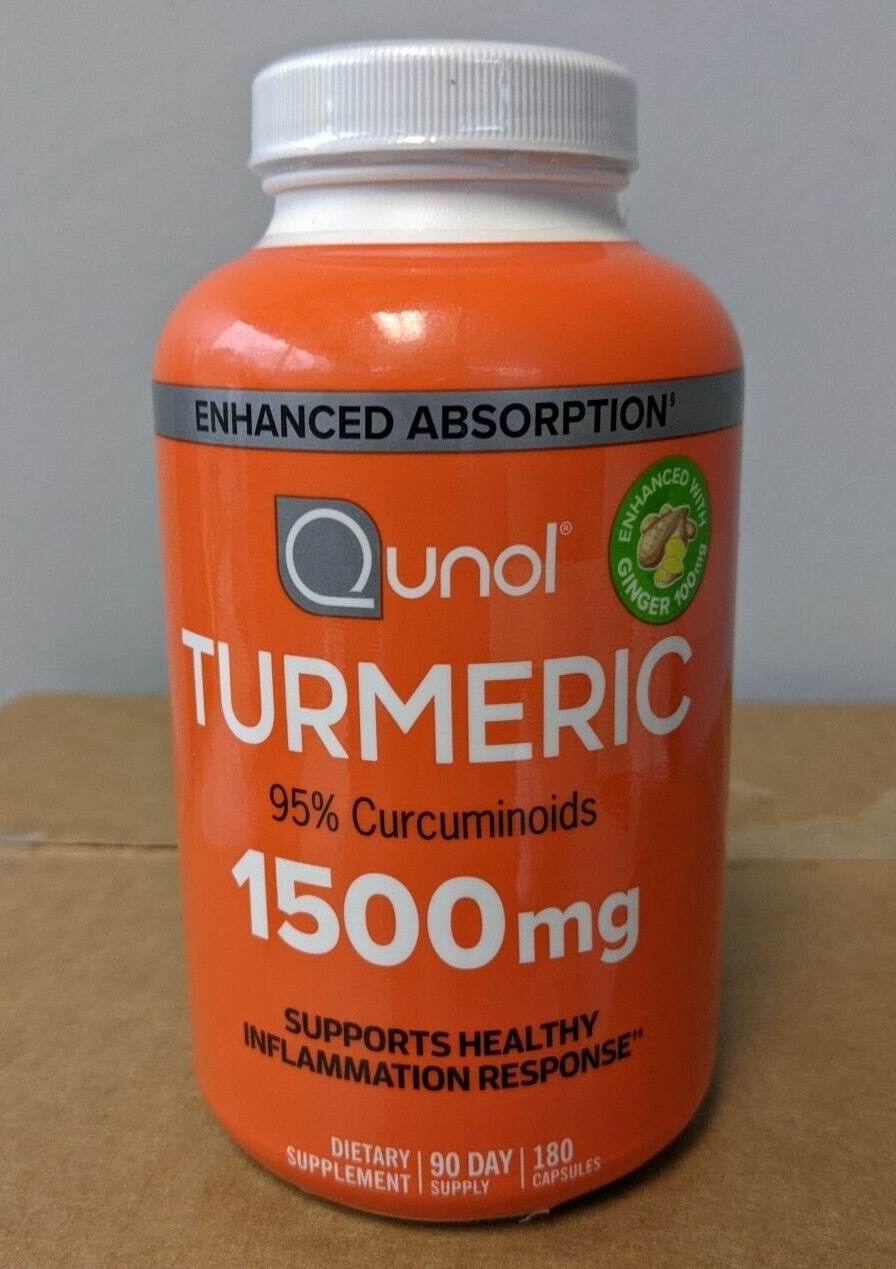 ENHANCED ABSORPTION§
Qunol®
ENHANCED WITH
GINGER 100mg
TURMERIC
95% Curcuminoids
1500mg
SUPPORTS HEALTHY
INFLAMMATION RESPONSE†♦
DIETARY
SUPPLEMENT
90 DAY
SUPPLY
180
CAPSULES